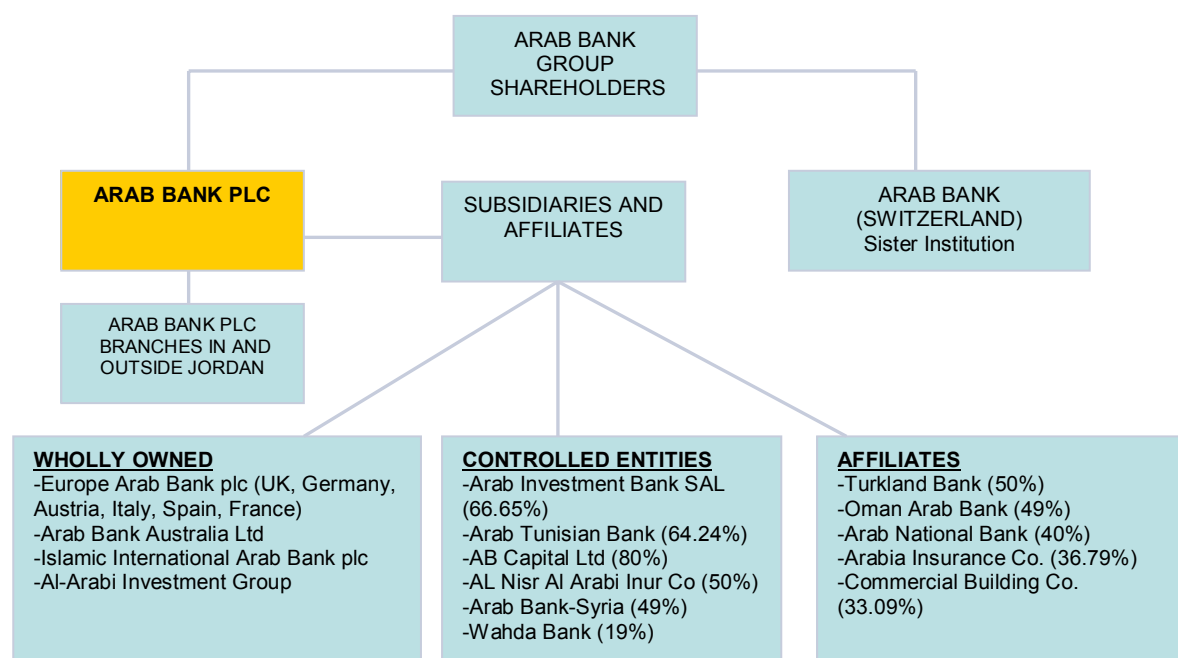 ARAB BANK
GROUP
SHAREHOLDERS
ARAB BANK PLC
SUBSIDIARIES AND
AFFILIATES
ARAB BANK
(SWITZERLAND)
Sister Institution
ARAB BANK PLC
BRANCHES IN AND
OUTSIDE JORDAN
WHOLLY OWNED
-Europe Arab Bank plc (UK, Germany,
Austria, Italy, Spain, France)
-Arab Bank Australia Ltd
-Islamic International Arab Bank plc
-Al-Arabi Investment Group
CONTROLLED ENTITIES
-Arab Investment Bank SAL
(66.65%)
-Arab Tunisian Bank (64.24%)
-AB Capital Ltd (80%)
-AL Nisr Al Arabi Inur Co (50%)
-Arab Bank-Syria (49%)
-Wahda Bank (19%)
AFFILIATES
-Turkland Bank (50%)
-Oman Arab Bank (49%)
-Arab National Bank (40%)
-Arabia Insurance Co. (36.79%)
-Commercial Building Co.
(33.09%)